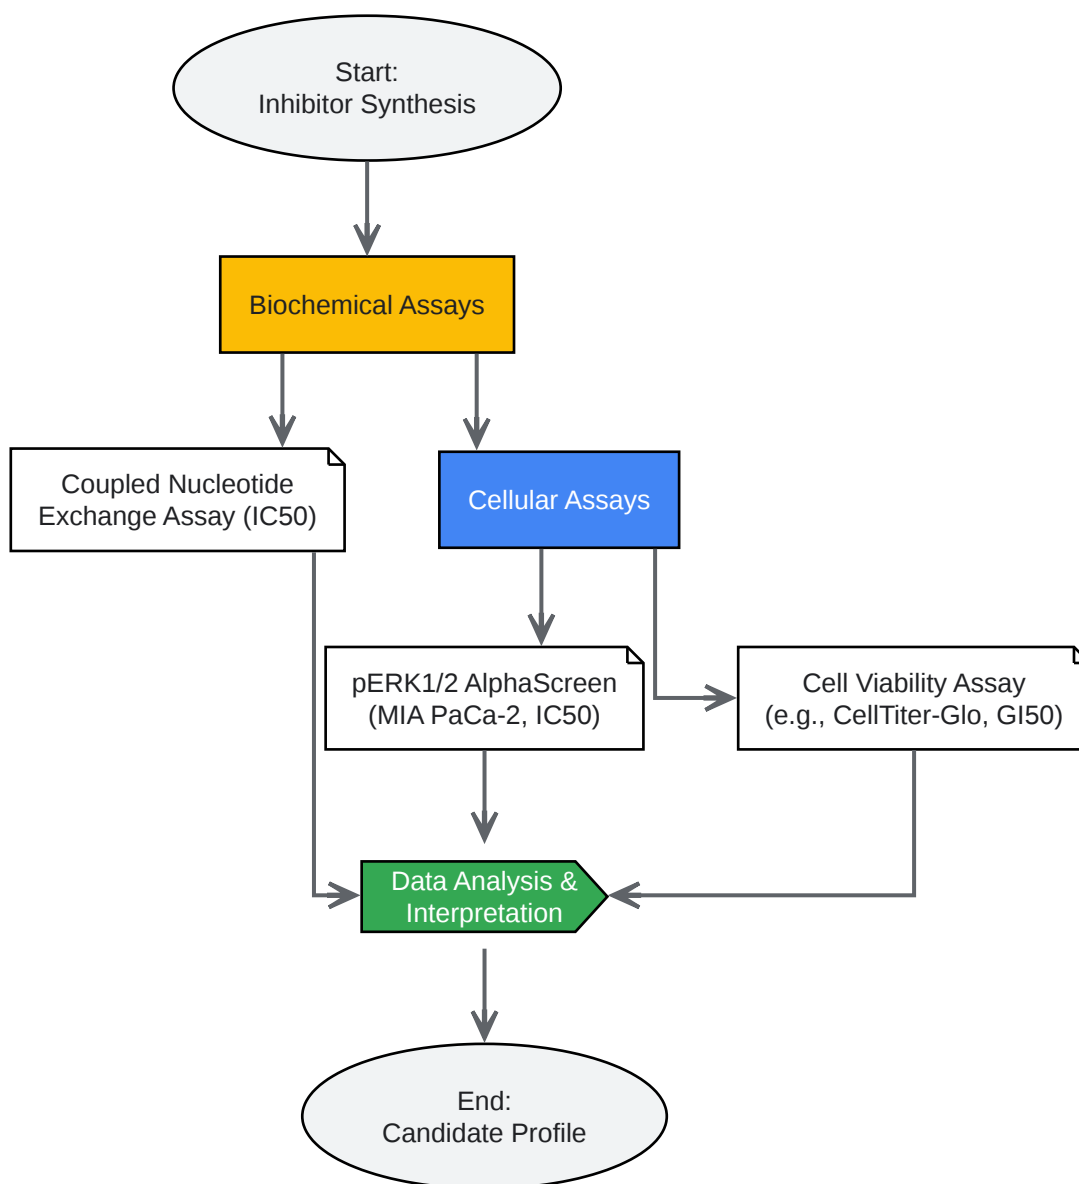 Start:
Inhibitor Synthesis
Biochemical Assays
Coupled Nucleotide
Exchange Assay (IC50)
Cellular Assays
pERK1/2 AlphaScreen
(MIA PaCa-2, IC50)
Cell Viability Assay
(e.g., CellTiter-Glo, GI50)
Data Analysis &
Interpretation
End:
Candidate Profile